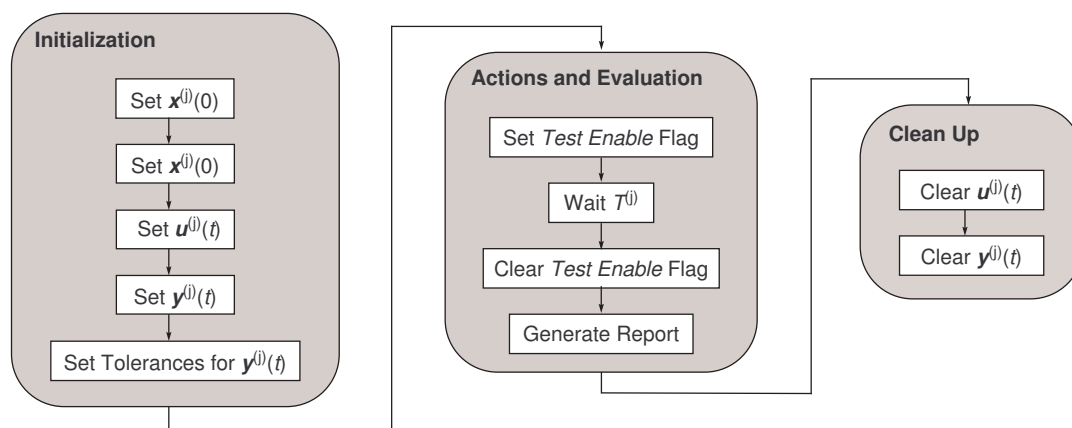 Initialization
Set x^(j)(0)
Set x^(j)(0)
Set u^(j)(t)
Set y^(j)(t)
Set Tolerances for y^(j)(t)
Actions and Evaluation
Set Test Enable Flag
Wait T^(j)
Clear Test Enable Flag
Generate Report
Clean Up
Clear u^(j)(t)
Clear y^(j)(t)